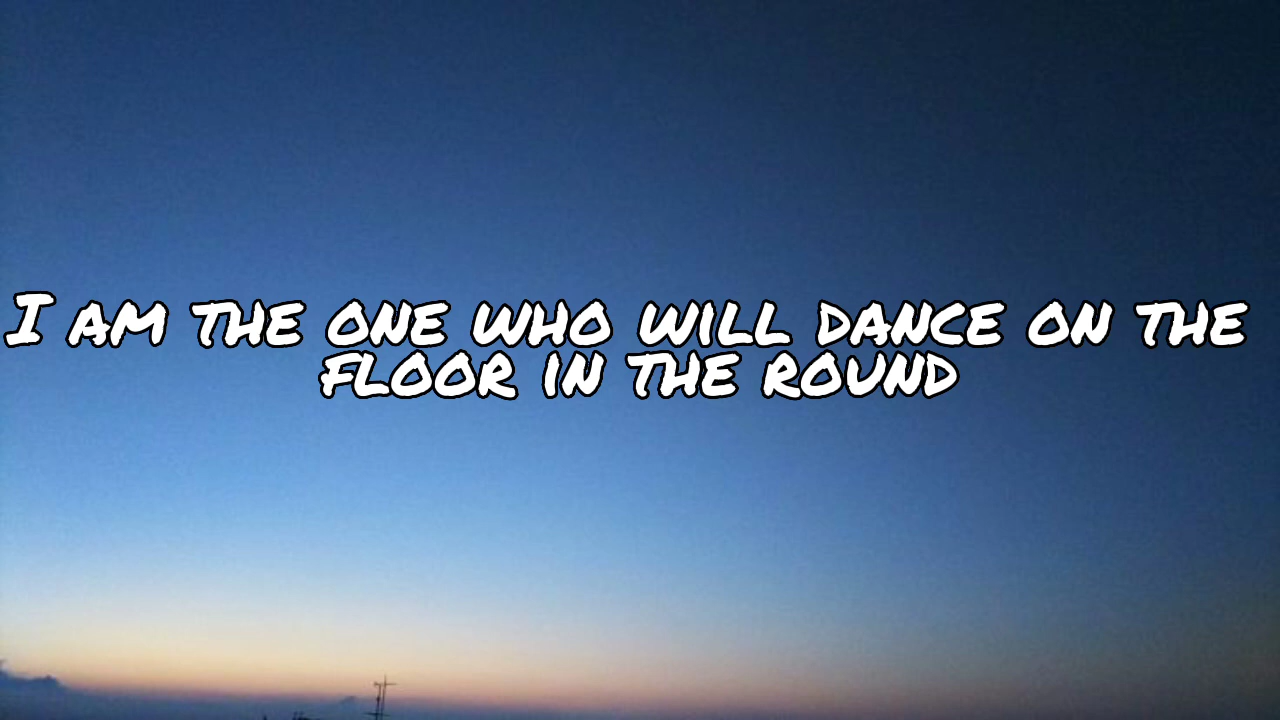 I AM THE ONE WHO WILL DANCE ON THE
FLOOR IN THE ROUND